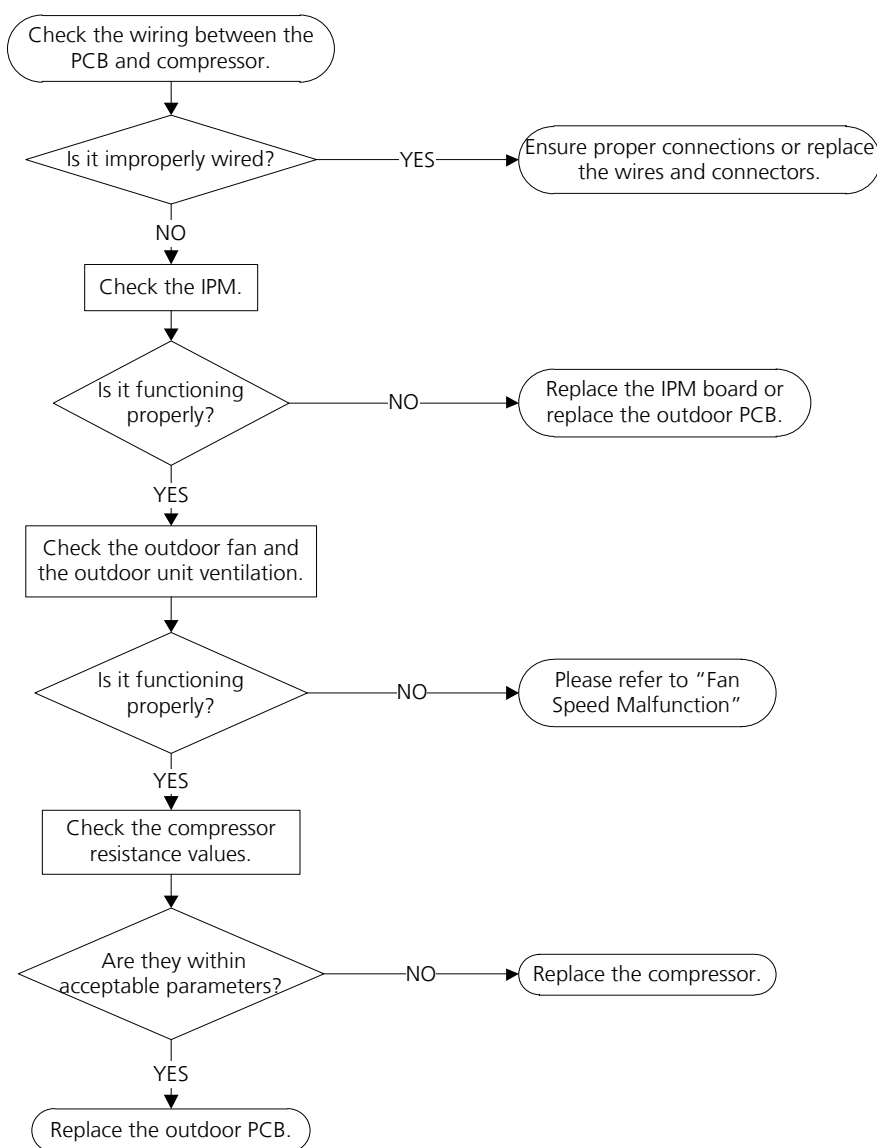 Check the wiring between the
PCB and compressor.
Is it improperly wired?
YES
Ensure proper connections or replace
the wires and connectors.
NO
Check the IPM.
Is it functioning
properly?
NO
Replace the IPM board or
replace the outdoor PCB.
YES
Check the outdoor fan and
the outdoor unit ventilation.
Is it functioning
properly?
NO
Please refer to “Fan
Speed Malfunction”
YES
Check the compressor
resistance values.
Are they within
acceptable parameters?
NO
Replace the compressor.
YES
Replace the outdoor PCB.